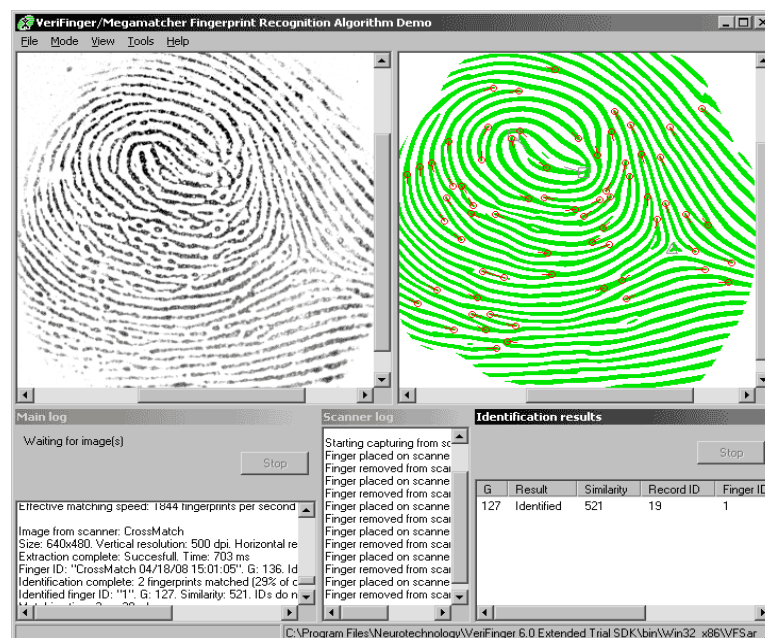 VeriFinger/Megamatcher Fingerprint Recognition Algorithm Demo
File Mode View Tools Help
Main log
Waiting for image(s)
Stop
Effective matching speed: 1844 fingerprints per second
Image from scanner: CrossMatch
Size: 640x480. Vertical resolution: 500 dpi. Horizontal re
Extraction complete: Succesfull. Time: 703 ms
Finger ID: "CrossMatch 04/18/08 15:01:05". G: 136. Id
Identification complete: 2 fingerprints matched (29% of c
Identified finger ID: "1". G: 127. Similarity: 521. IDs do n
Scanner log
Starting capturing from sc
Finger placed on scanne
Finger removed from scar
Finger placed on scanne
Finger removed from scar
Finger placed on scanne
Finger removed from scar
Finger placed on scanne
Finger removed from scar
Finger placed on scanne
Finger removed from scar
Finger placed on scanne
Finger removed from scar
Identification results
Stop
G Result Similarity Record ID Finger ID
127 Identified 521 19 1
C:\Program Files\Neurotechnology\VeriFinger 6.0 Extended Trial SDK\bin\Win32_x86\VFSar